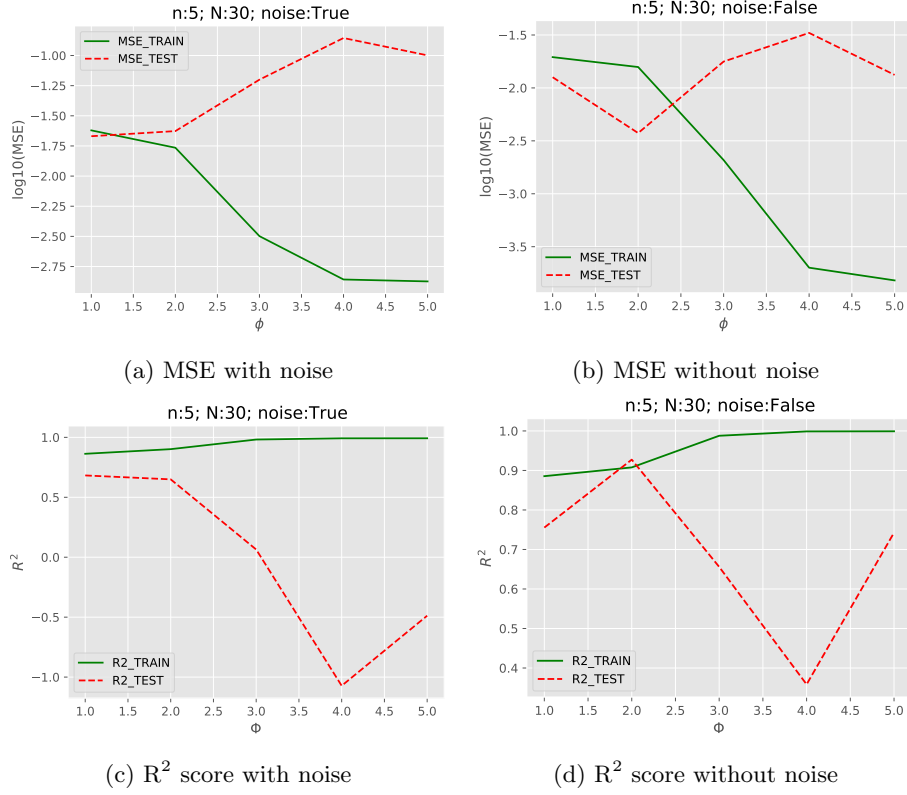 n:5; N:30; noise:True
MSE_TRAIN
MSE_TEST
−1.00
−1.25
−1.50
−1.75
−2.00
−2.25
−2.50
−2.75
log10(MSE)
1.0 1.5 2.0 2.5 3.0 3.5 4.0 4.5 5.0
ϕ
(a) MSE with noise
n:5; N:30; noise:False
−1.5
−2.0
−2.5
−3.0
−3.5
log10(MSE)
MSE_TRAIN
MSE_TEST
1.0 1.5 2.0 2.5 3.0 3.5 4.0 4.5 5.0
ϕ
(b) MSE without noise
n:5; N:30; noise:True
1.0
0.5
0.0
−0.5
−1.0
R²
R2_TRAIN
R2_TEST
1.0 1.5 2.0 2.5 3.0 3.5 4.0 4.5 5.0
Φ
(c) R² score with noise
n:5; N:30; noise:False
1.0
0.9
0.8
0.7
0.6
0.5
0.4
R²
R2_TRAIN
R2_TEST
1.0 1.5 2.0 2.5 3.0 3.5 4.0 4.5 5.0
Φ
(d) R² score without noise